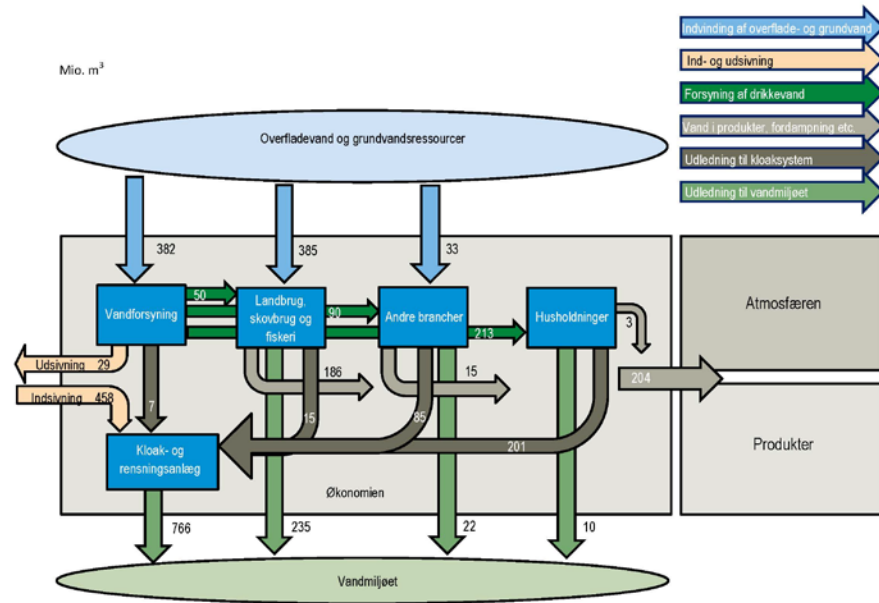 Indvinding af overflade- og grundvand
Ind- og udsivning
Forsyning af drikkevand
Vand i produkter, fordampning etc.
Udledning til kloaksystem
Udledning til vandmiljøet
Mio. m³
Overfladevand og grundvandsressourcer
382
385
33
Vandforsyning
50
Landbrug,
skovbrug og
fiskeri
90
Andre brancher
213
Husholdninger
3
Atmosfæren
Udsivning 29
186
15
204
Indsivning 458
7
15
85
201
Kloak- og
rensningsanlæg
Produkter
Økonomien
766
235
22
10
Vandmiljøet